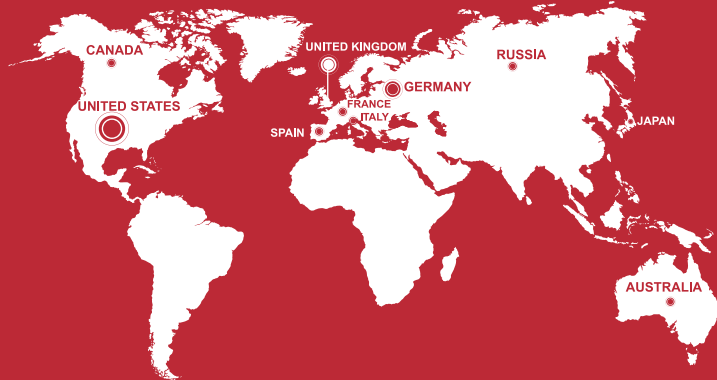 CANADA
UNITED KINGDOM
RUSSIA
GERMANY
UNITED STATES
FRANCE
ITALY
JAPAN
SPAIN
AUSTRALIA